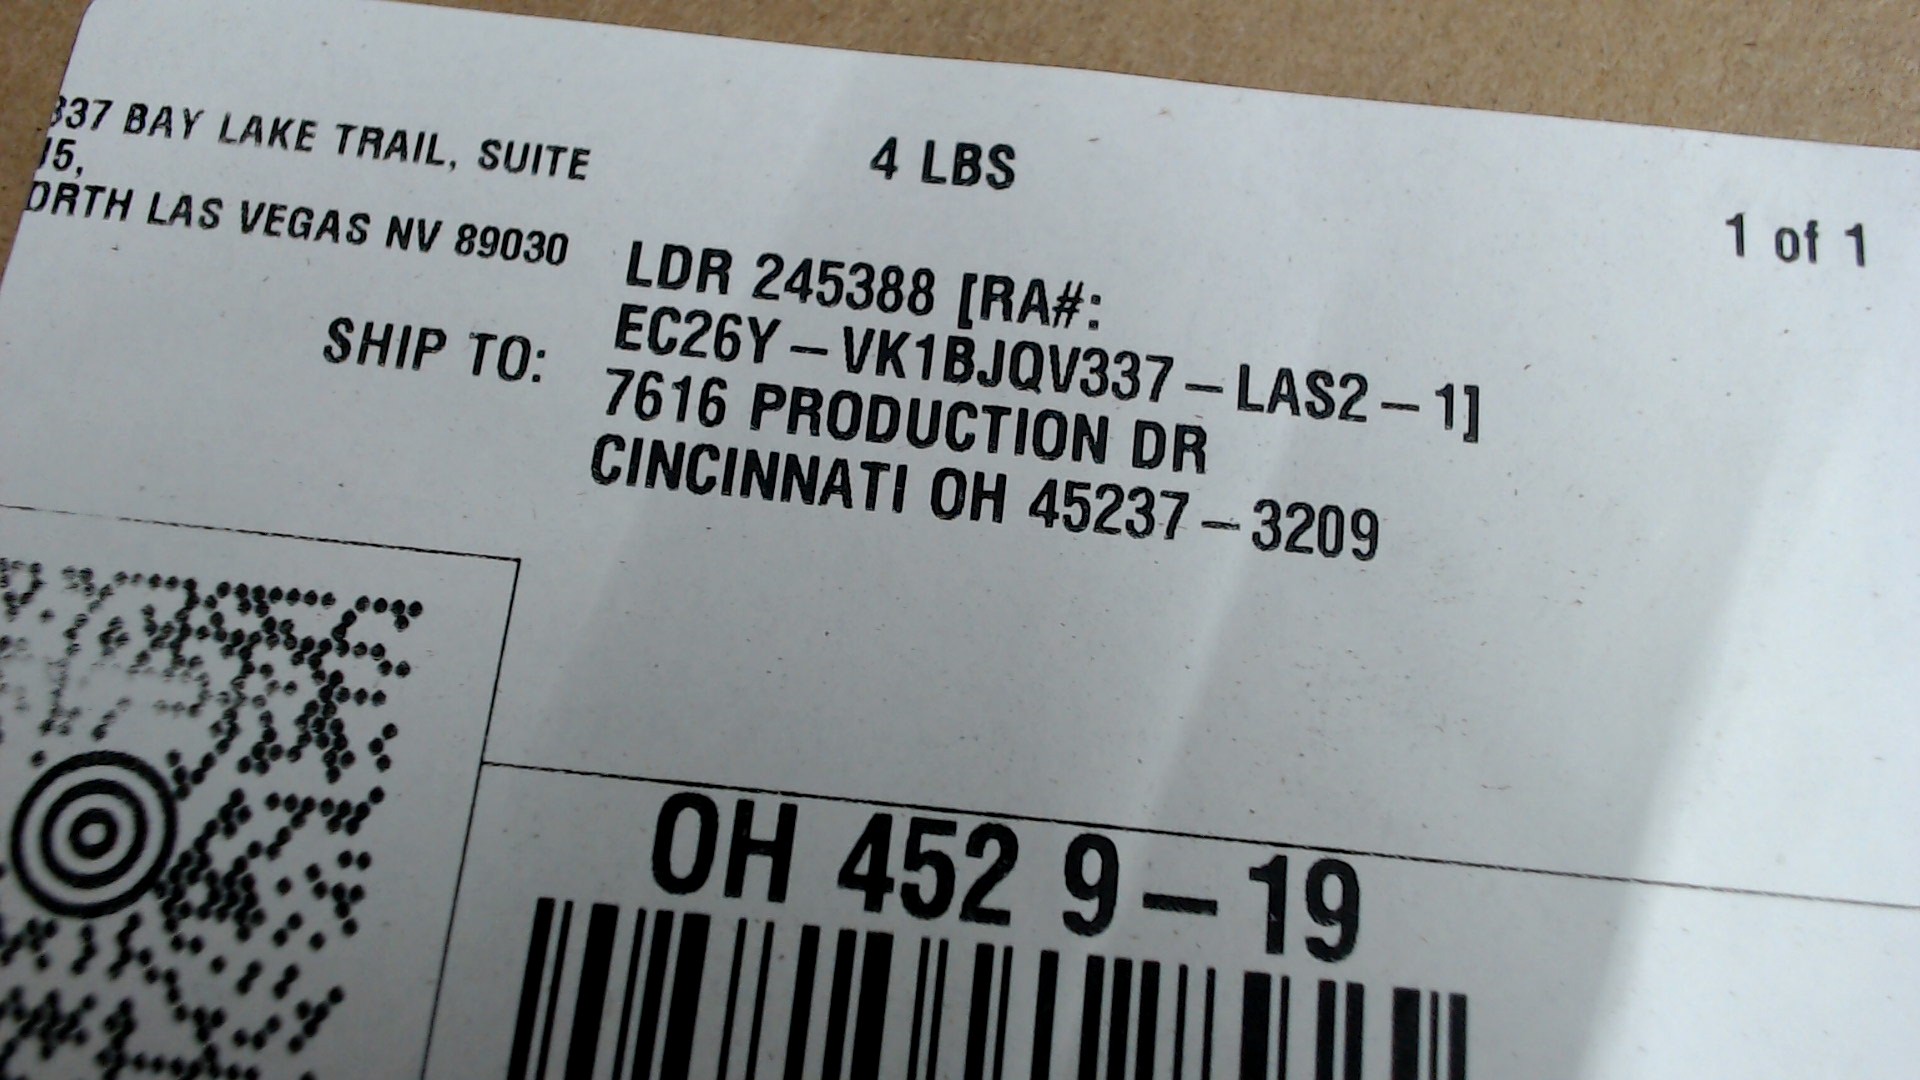 337 BAY LAKE TRAIL, SUITE
15,
ORTH LAS VEGAS NV 89030
4 LBS
1 of 1
SHIP TO:
LDR 245388 [RA#:
EC26Y-VK1BJQV337-LAS2-1]
7616 PRODUCTION DR
CINCINNATI OH 45237-3209
OH 452 9-19